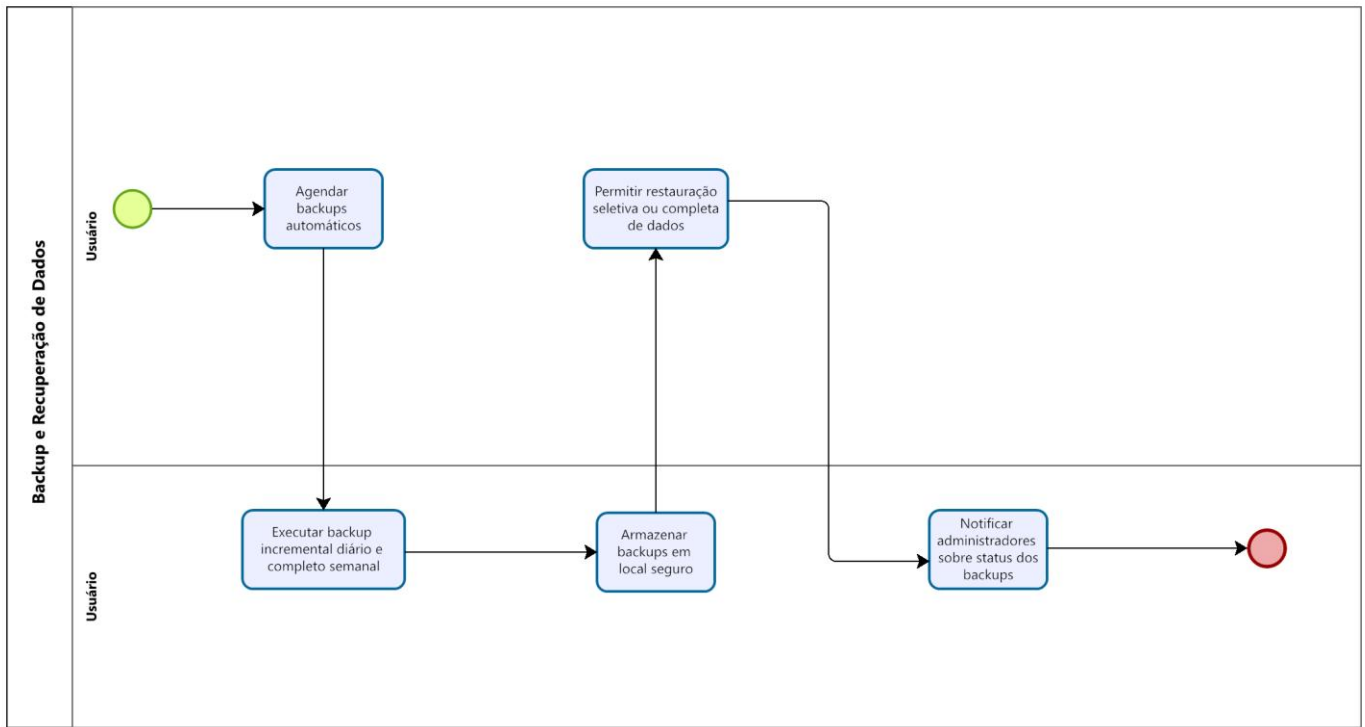 Backup e Recuperação de Dados
Usuário
Agendar
backups
automáticos
Permitir restauração
seletiva ou completa
de dados
Usuário
Executar backup
incremental diário e
completo semanal
Armazenar
backups em
local seguro
Notificar
administradores
sobre status dos
backups